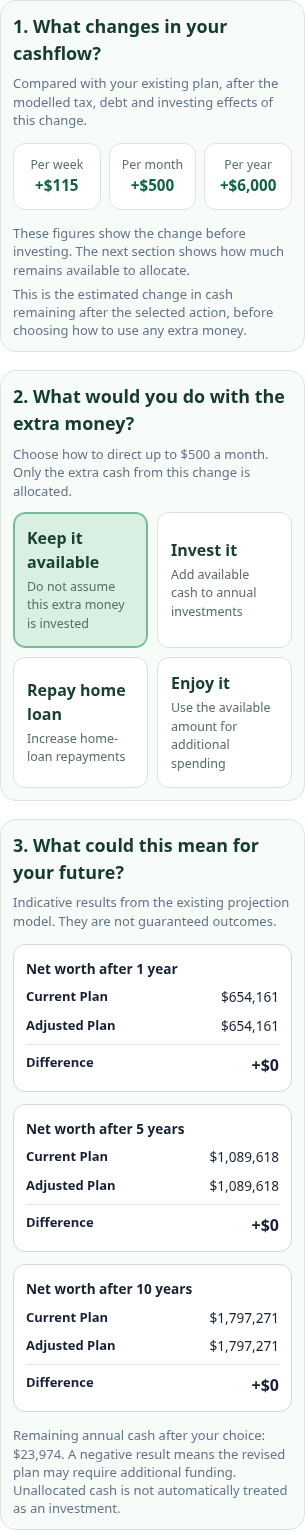 1. What changes in your
cashflow?
Compared with your existing plan, after the
modelled tax, debt and investing effects of
this change.
Per week
+$115
Per month
+$500
Per year
+$6,000
These figures show the change before
investing. The next section shows how much
remains available to allocate.
This is the estimated change in cash
remaining after the selected action, before
choosing how to use any extra money.
2. What would you do with the
extra money?
Choose how to direct up to $500 a month.
Only the extra cash from this change is
allocated.
Keep it
available
Do not assume
this extra money
is invested
Invest it
Add available
cash to annual
investments
Repay home
loan
Increase home-
loan repayments
Enjoy it
Use the available
amount for
additional
spending
3. What could this mean for
your future?
Indicative results from the existing projection
model. They are not guaranteed outcomes.
Net worth after 1 year
Current Plan $654,161
Adjusted Plan $654,161
Difference +$0
Net worth after 5 years
Current Plan $1,089,618
Adjusted Plan $1,089,618
Difference +$0
Net worth after 10 years
Current Plan $1,797,271
Adjusted Plan $1,797,271
Difference +$0
Remaining annual cash after your choice:
$23,974. A negative result means the revised
plan may require additional funding.
Unallocated cash is not automatically treated
as an investment.